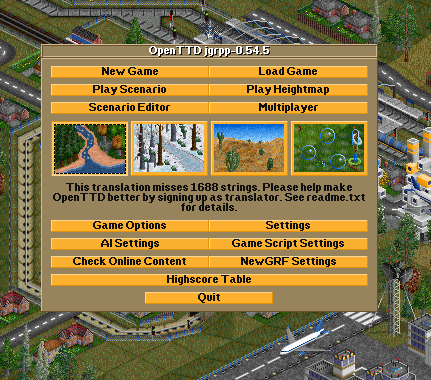 OpenTTD jgrpp-0.54.5
New Game
Load Game
Play Scenario
Play Heightmap
Scenario Editor
Multiplayer
This translation misses 1688 strings. Please help make
OpenTTD better by signing up as translator. See readme.txt
for details.
Game Options
Settings
AI Settings
Game Script Settings
Check Online Content
NewGRF Settings
Highscore Table
Quit